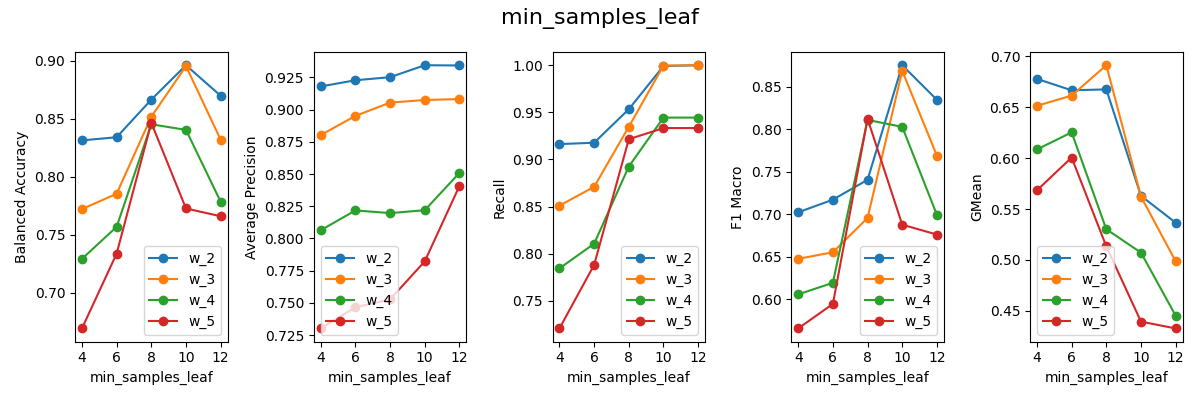 min_samples_leaf
Balanced Accuracy
0.90
0.85
0.80
0.75
0.70
4 6 8 10 12
min_samples_leaf
w_2
w_3
w_4
w_5
Average Precision
0.925
0.900
0.875
0.850
0.825
0.800
0.775
0.750
0.725
4 6 8 10 12
min_samples_leaf
w_2
w_3
w_4
w_5
Recall
1.00
0.95
0.90
0.85
0.80
0.75
4 6 8 10 12
min_samples_leaf
w_2
w_3
w_4
w_5
F1 Macro
0.85
0.80
0.75
0.70
0.65
0.60
4 6 8 10 12
min_samples_leaf
w_2
w_3
w_4
w_5
GMean
0.70
0.65
0.60
0.55
0.50
0.45
4 6 8 10 12
min_samples_leaf
w_2
w_3
w_4
w_5